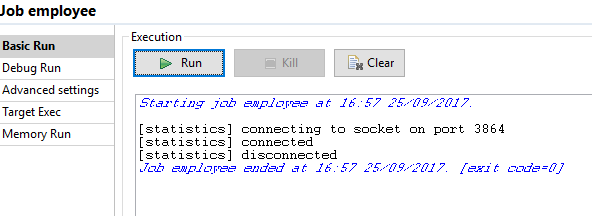 Job employee
Basic Run
Debug Run
Advanced settings
Target Exec
Memory Run
Execution
Run
Kill
Clear
Starting job employee at 16:57 25/09/2017.
[statistics] connecting to socket on port 3864
[statistics] connected
[statistics] disconnected
Job employee ended at 16:57 25/09/2017. [exit code=0]